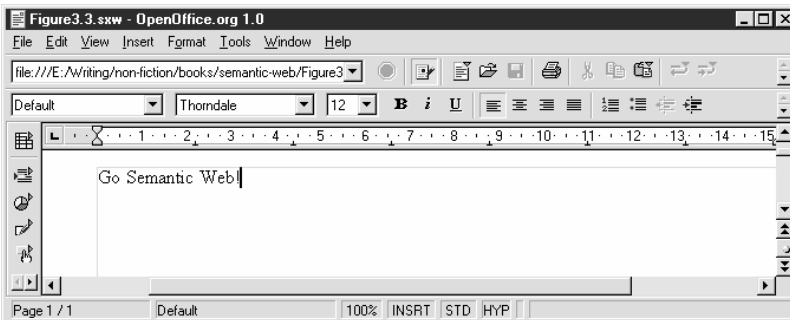 Figure3.3.sxw - OpenOffice.org 1.0
File Edit View Insert Format Tools Window Help
file:///E:/Writing/non-fiction/books/semantic-web/Figure3
Default Thorndale 12 B i U
1 2 3 4 5 6 7 8 9 10 11 12 13 14 15
Go Semantic Web!
Page 1 / 1 Default 100% INSRT STD HYP